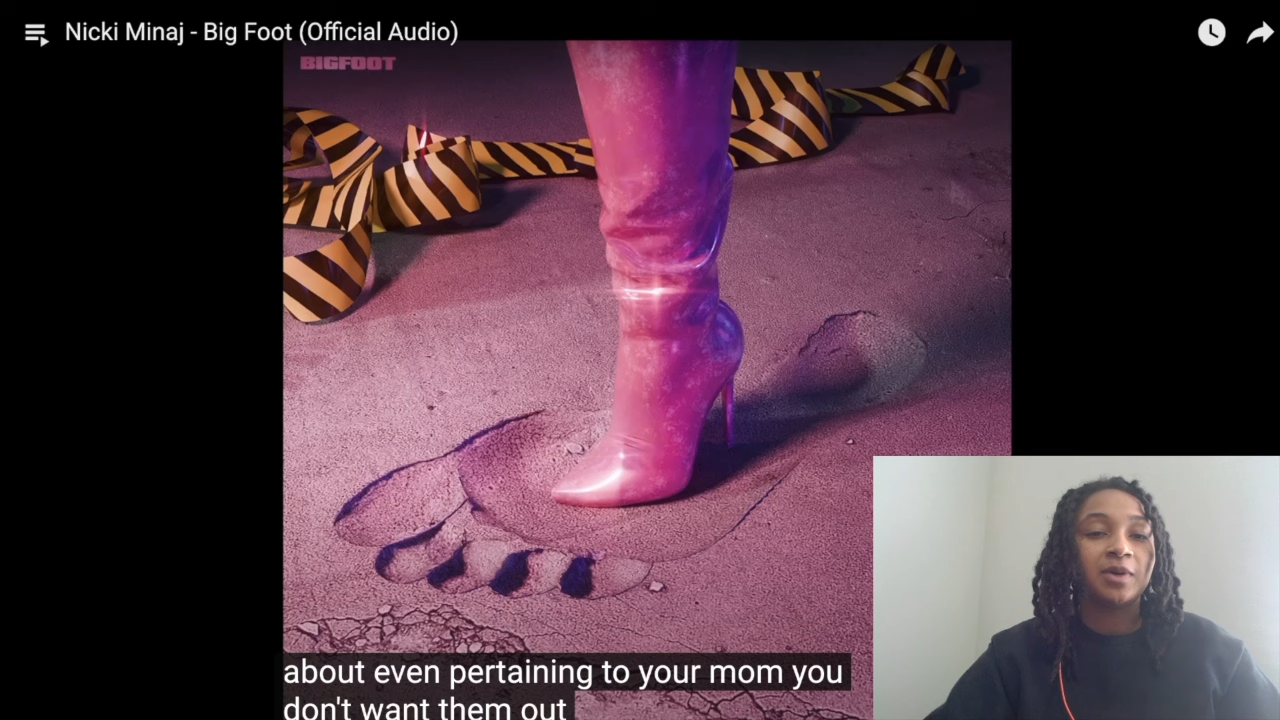 Nicki Minaj - Big Foot (Official Audio)
BIGFOOT
about even pertaining to your mom you
don't want them out